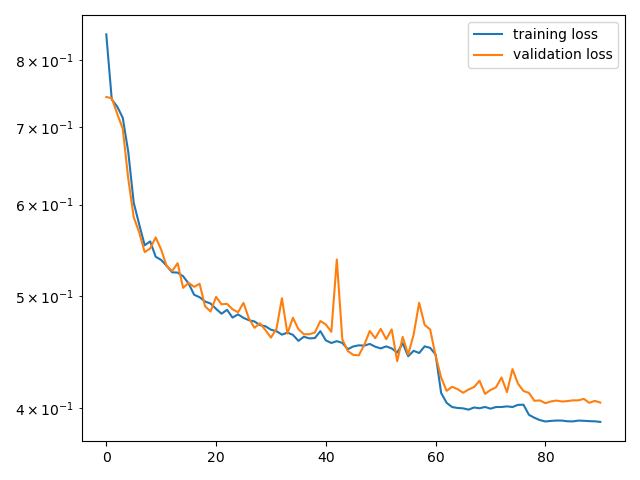 training loss
validation loss
8 × 10⁻¹
7 × 10⁻¹
6 × 10⁻¹
5 × 10⁻¹
4 × 10⁻¹
0 20 40 60 80